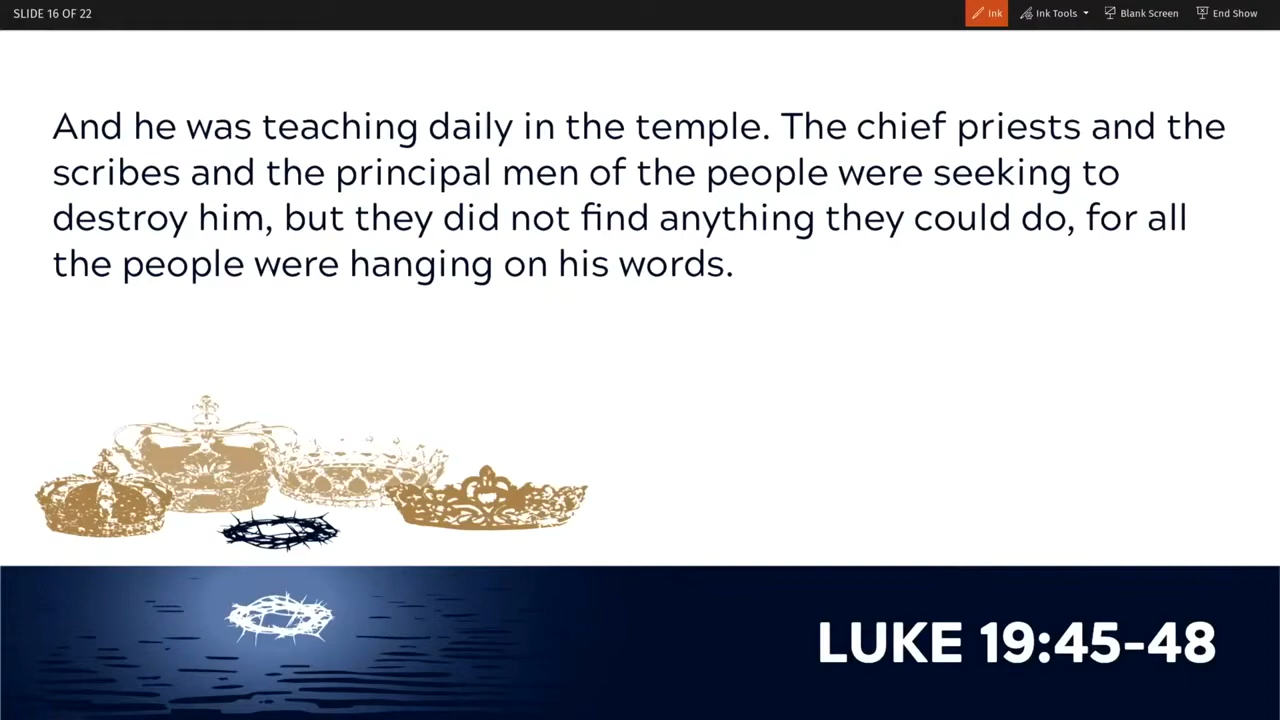 SLIDE 16 OF 22
Ink
Ink Tools
Blank Screen
End Show
And he was teaching daily in the temple. The chief priests and the
scribes and the principal men of the people were seeking to
destroy him, but they did not find anything they could do, for all
the people were hanging on his words.
LUKE 19:45-48